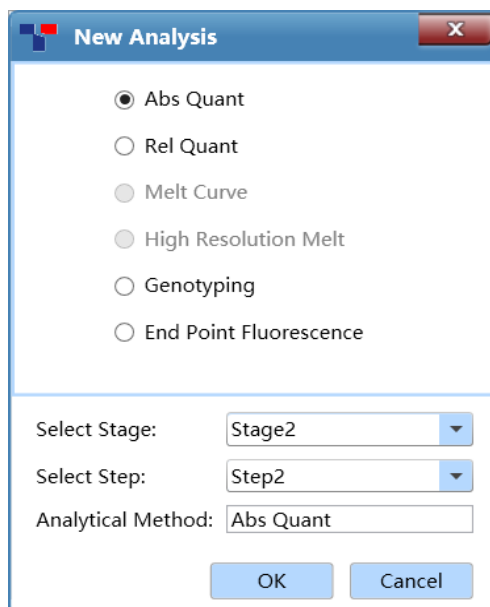 New Analysis
x
Abs Quant
Rel Quant
Melt Curve
High Resolution Melt
Genotyping
End Point Fluorescence
Select Stage: Stage2
Select Step: Step2
Analytical Method: Abs Quant
OK Cancel